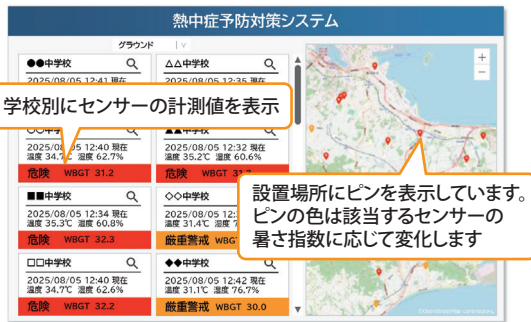 熱中症予防対策システム
グラウンド
●●中学校
2025/08/05 12:41 現在
△△中学校
2025/08/05 12:35 現在
学校別にセンサーの計測値を表示
○○中学校
2025/08/05 12:40 現在
温度 34.7℃ 湿度 62.7%
危険 WBGT 31.2
▲▲中学校
2025/08/05 12:32 現在
温度 35.2℃ 湿度 60.6%
危険 WBGT
■■中学校
2025/08/05 12:34 現在
温度 35.3℃ 湿度 60.8%
危険 WBGT 32.3
◇◇中学校
2025/08/05 12:
温度 31.4℃ 湿度
厳重警戒 WBGT
設置場所にピンを表示しています。
ピンの色は該当するセンサーの
暑さ指数に応じて変化します
□□中学校
2025/08/05 12:40 現在
温度 34.7℃ 湿度 62.6%
危険 WBGT 32.2
◆◆中学校
2025/08/05 12:42 現在
温度 31.1℃ 湿度 76.7%
厳重警戒 WBGT 30.0